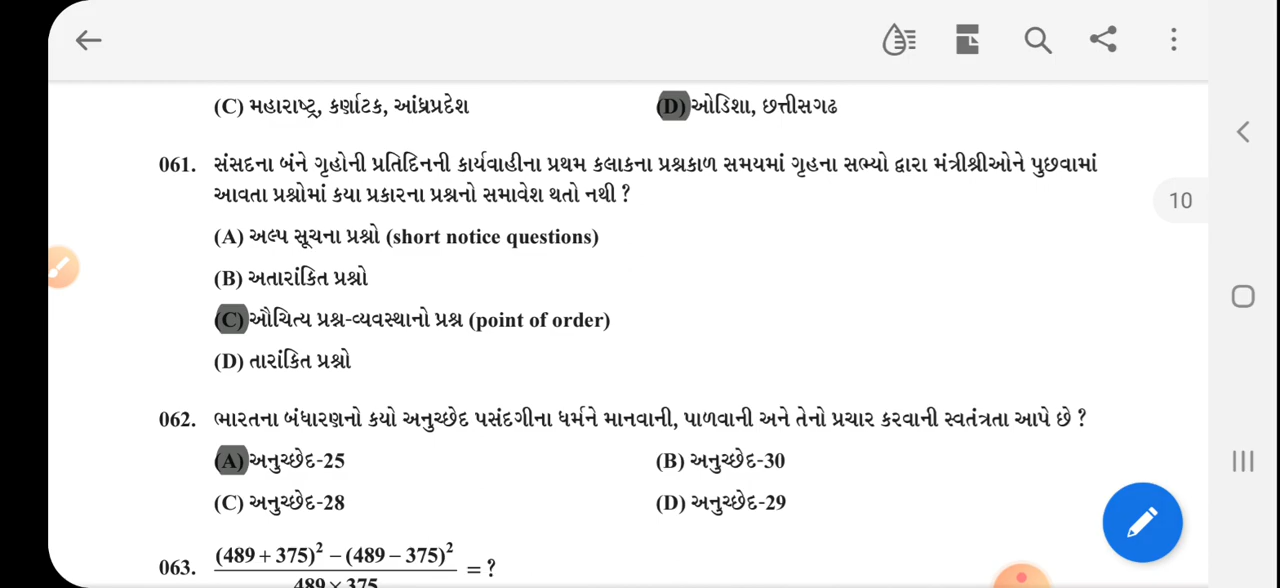 (C) મહારાષ્ટ્ર, કર્ણાટક, આંધ્રપ્રદેશ (D) ઓડિશા, છત્તીસગઢ
061. સંસદના બંને ગૃહોની પ્રતિદિનની કાર્યવાહીના પ્રથમ કલાકના પ્રશ્નકાળ સમયમાં ગૃહના સભ્યો દ્વારા મંત્રીશ્રીઓને પુછવામાં
આવતા પ્રશ્નોમાં કયા પ્રકારના પ્રશ્નનો સમાવેશ થતો નથી ?
10
(A) અલ્પ સૂચના પ્રશ્નો (short notice questions)
(B) અતારાંકિત પ્રશ્નો
(C) ઔચિત્ય પ્રશ્ન-વ્યવસ્થાનો પ્રશ્ન (point of order)
(D) તારાંકિત પ્રશ્નો
062. ભારતના બંધારણનો કયો અનુચ્છેદ પસંદગીના ધર્મને માનવાની, પાળવાની અને તેનો પ્રચાર કરવાની સ્વતંત્રતા આપે છે ?
(A) અનુચ્છેદ-25 (B) અનુચ્છેદ-30
(C) અનુચ્છેદ-28 (D) અનુચ્છેદ-29
(489 + 375)² − (489 − 375)²
063. = ?
489 × 375